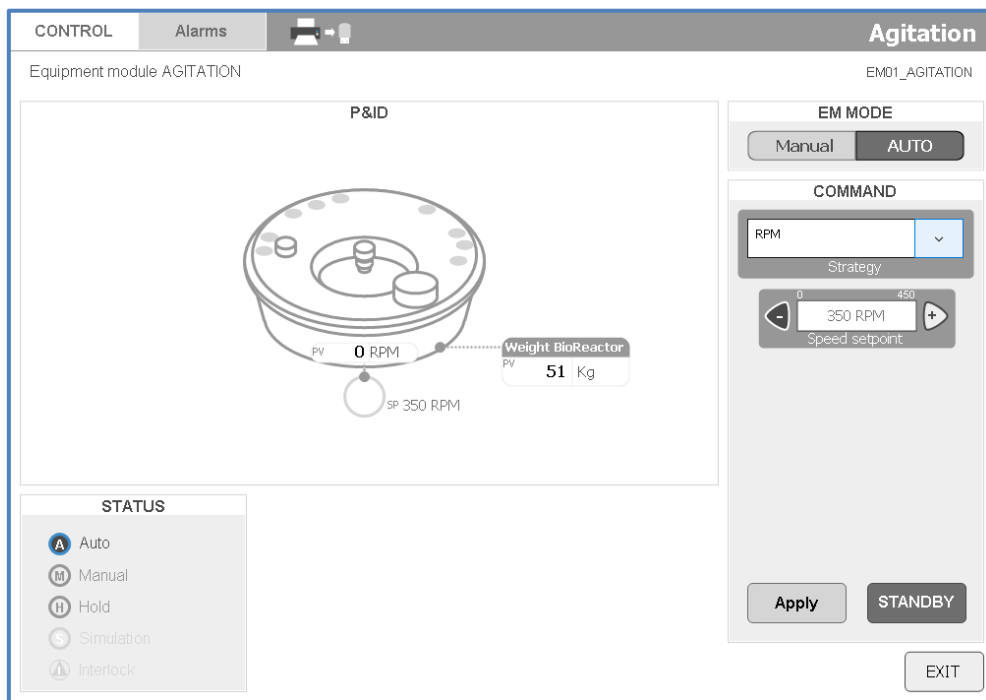 CONTROL Alarms Agitation
Equipment module AGITATION EM01_AGITATION
P&ID
PV 0 RPM
Weight BioReactor
PV 51 Kg
SP 350 RPM
EM MODE
Manual AUTO
COMMAND
RPM
Strategy
0 450
- 350 RPM +
Speed setpoint
Apply STANDBY
STATUS
A Auto
M Manual
H Hold
S Simulation
Interlock
EXIT